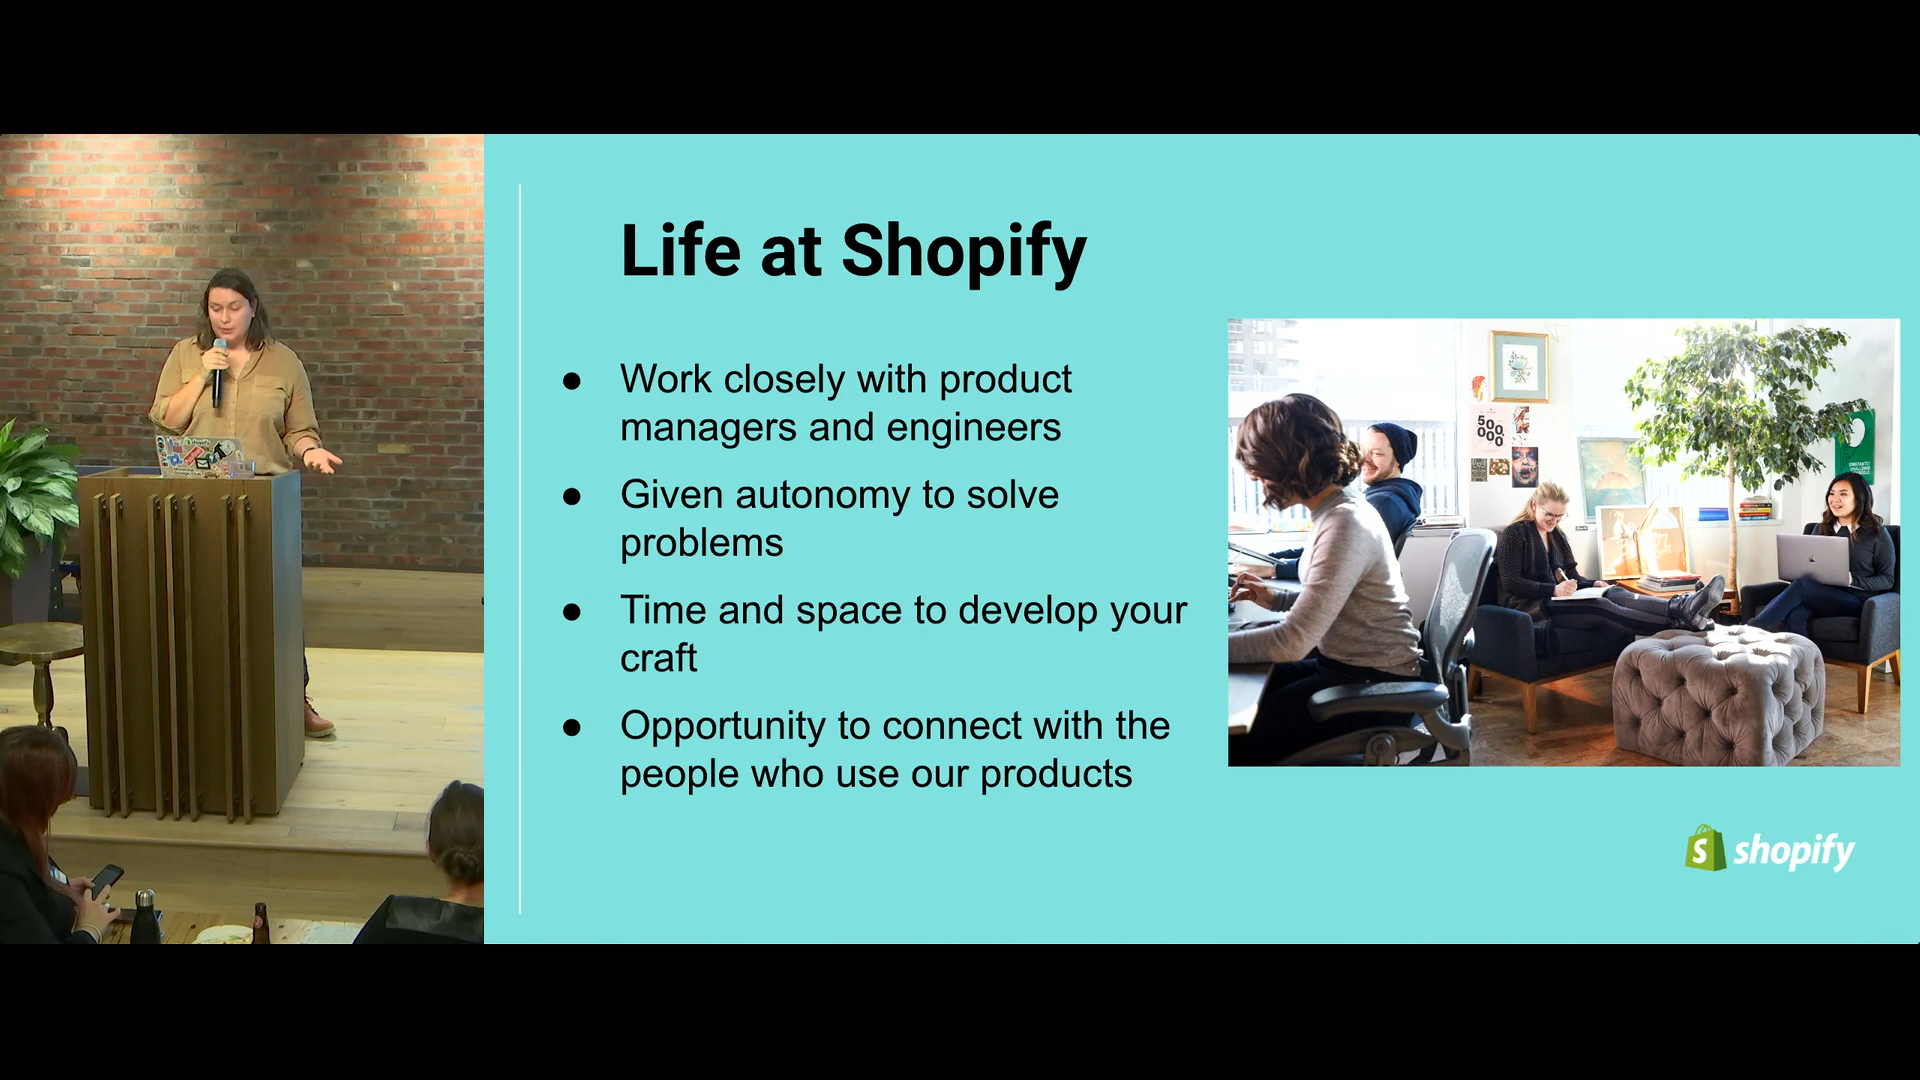 Life at Shopify
● Work closely with product
managers and engineers
● Given autonomy to solve
problems
● Time and space to develop your
craft
● Opportunity to connect with the
people who use our products
500,
000
shopify